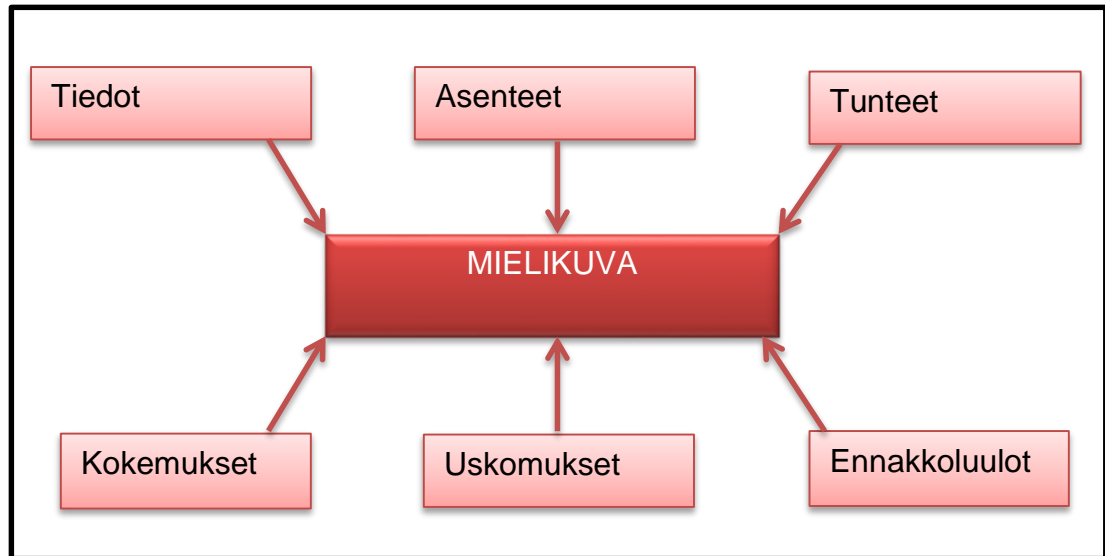 Tiedot
Asenteet
Tunteet
MIELIKUVA
Kokemukset
Uskomukset
Ennakkoluulot